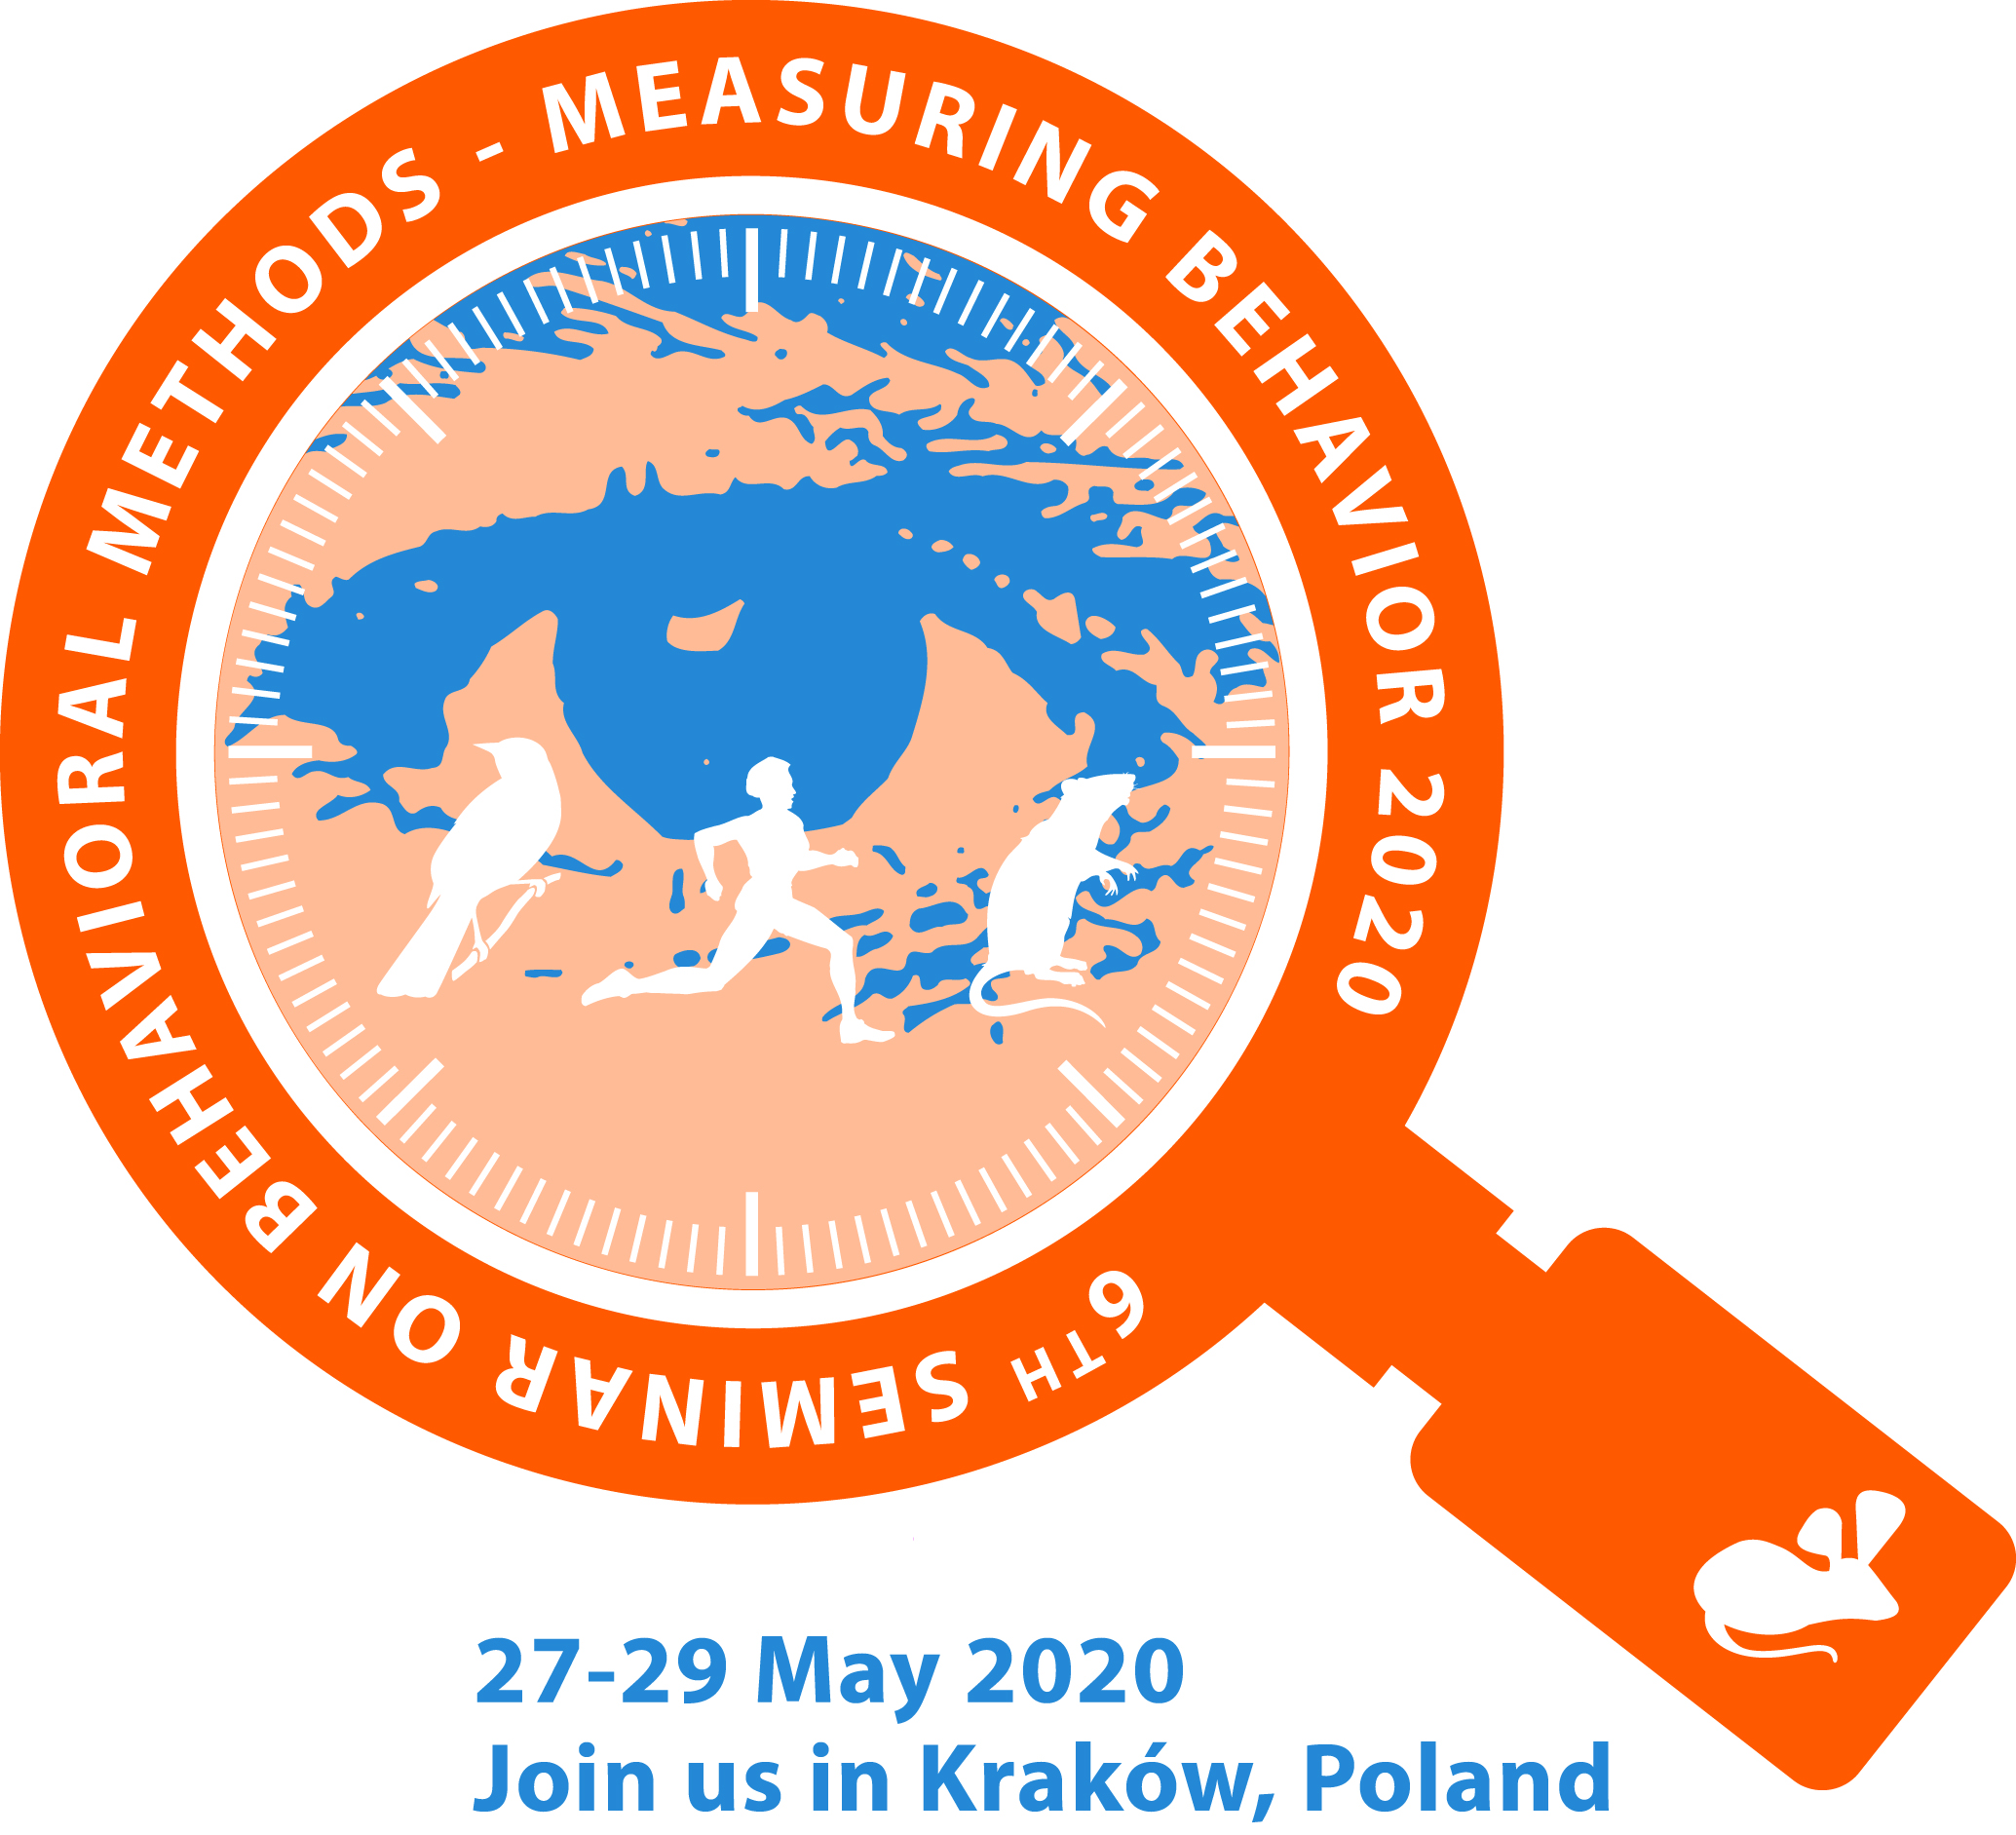 6TH SEMINAR ON BEHAVIORAL METHODS - MEASURING BEHAVIOR 2020
27-29 May 2020
Join us in Kraków, Poland